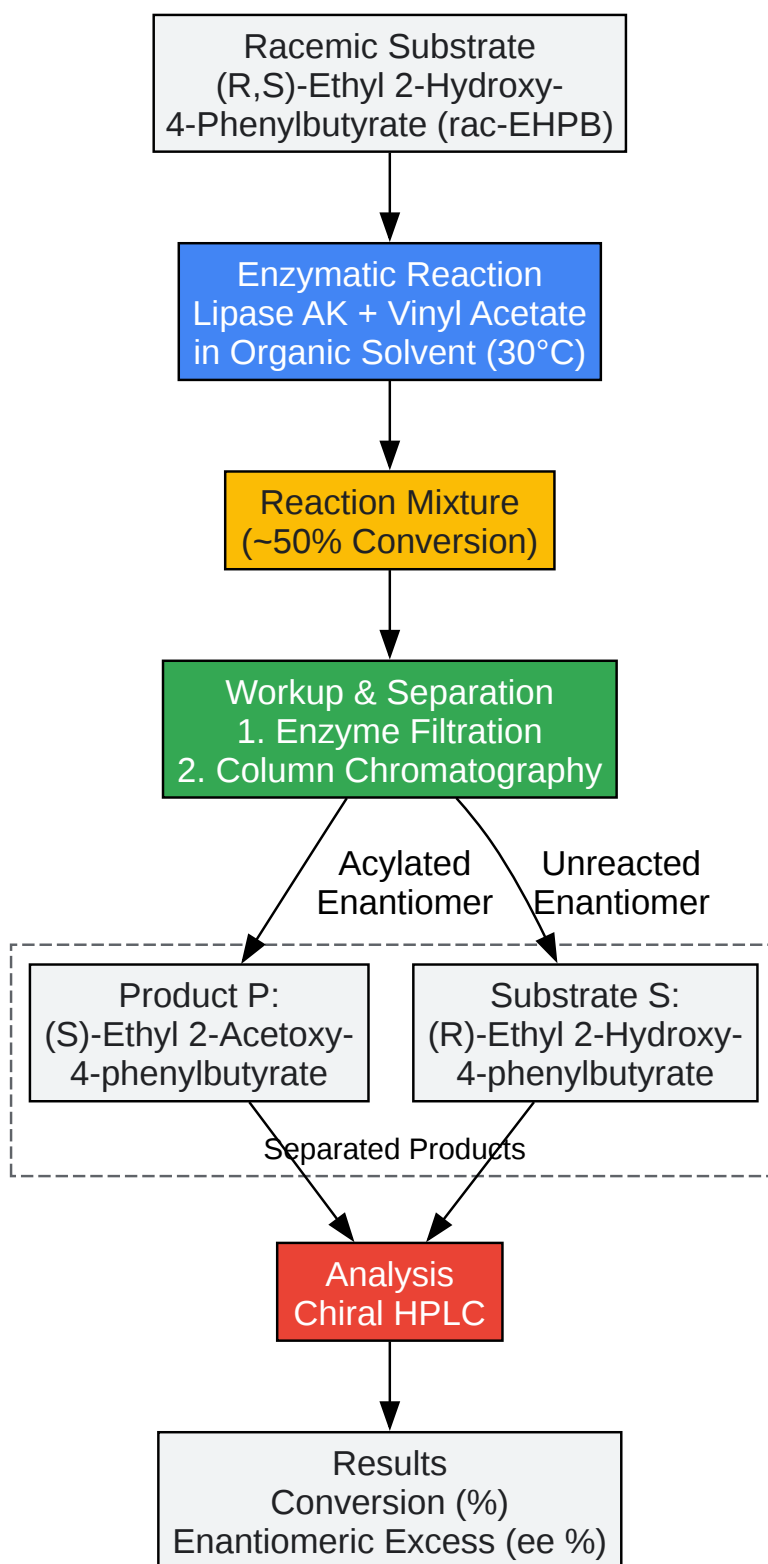 Racemic Substrate
(R,S)-Ethyl 2-Hydroxy-
4-Phenylbutyrate (rac-EHPB)
Enzymatic Reaction
Lipase AK + Vinyl Acetate
in Organic Solvent (30°C)
Reaction Mixture
(~50% Conversion)
Workup & Separation
1. Enzyme Filtration
2. Column Chromatography
Acylated
Enantiomer
Unreacted
Enantiomer
Product P:
(S)-Ethyl 2-Acetoxy-
4-phenylbutyrate
Substrate S:
(R)-Ethyl 2-Hydroxy-
4-phenylbutyrate
Separated Products
Analysis
Chiral HPLC
Results
Conversion (%)
Enantiomeric Excess (ee %)